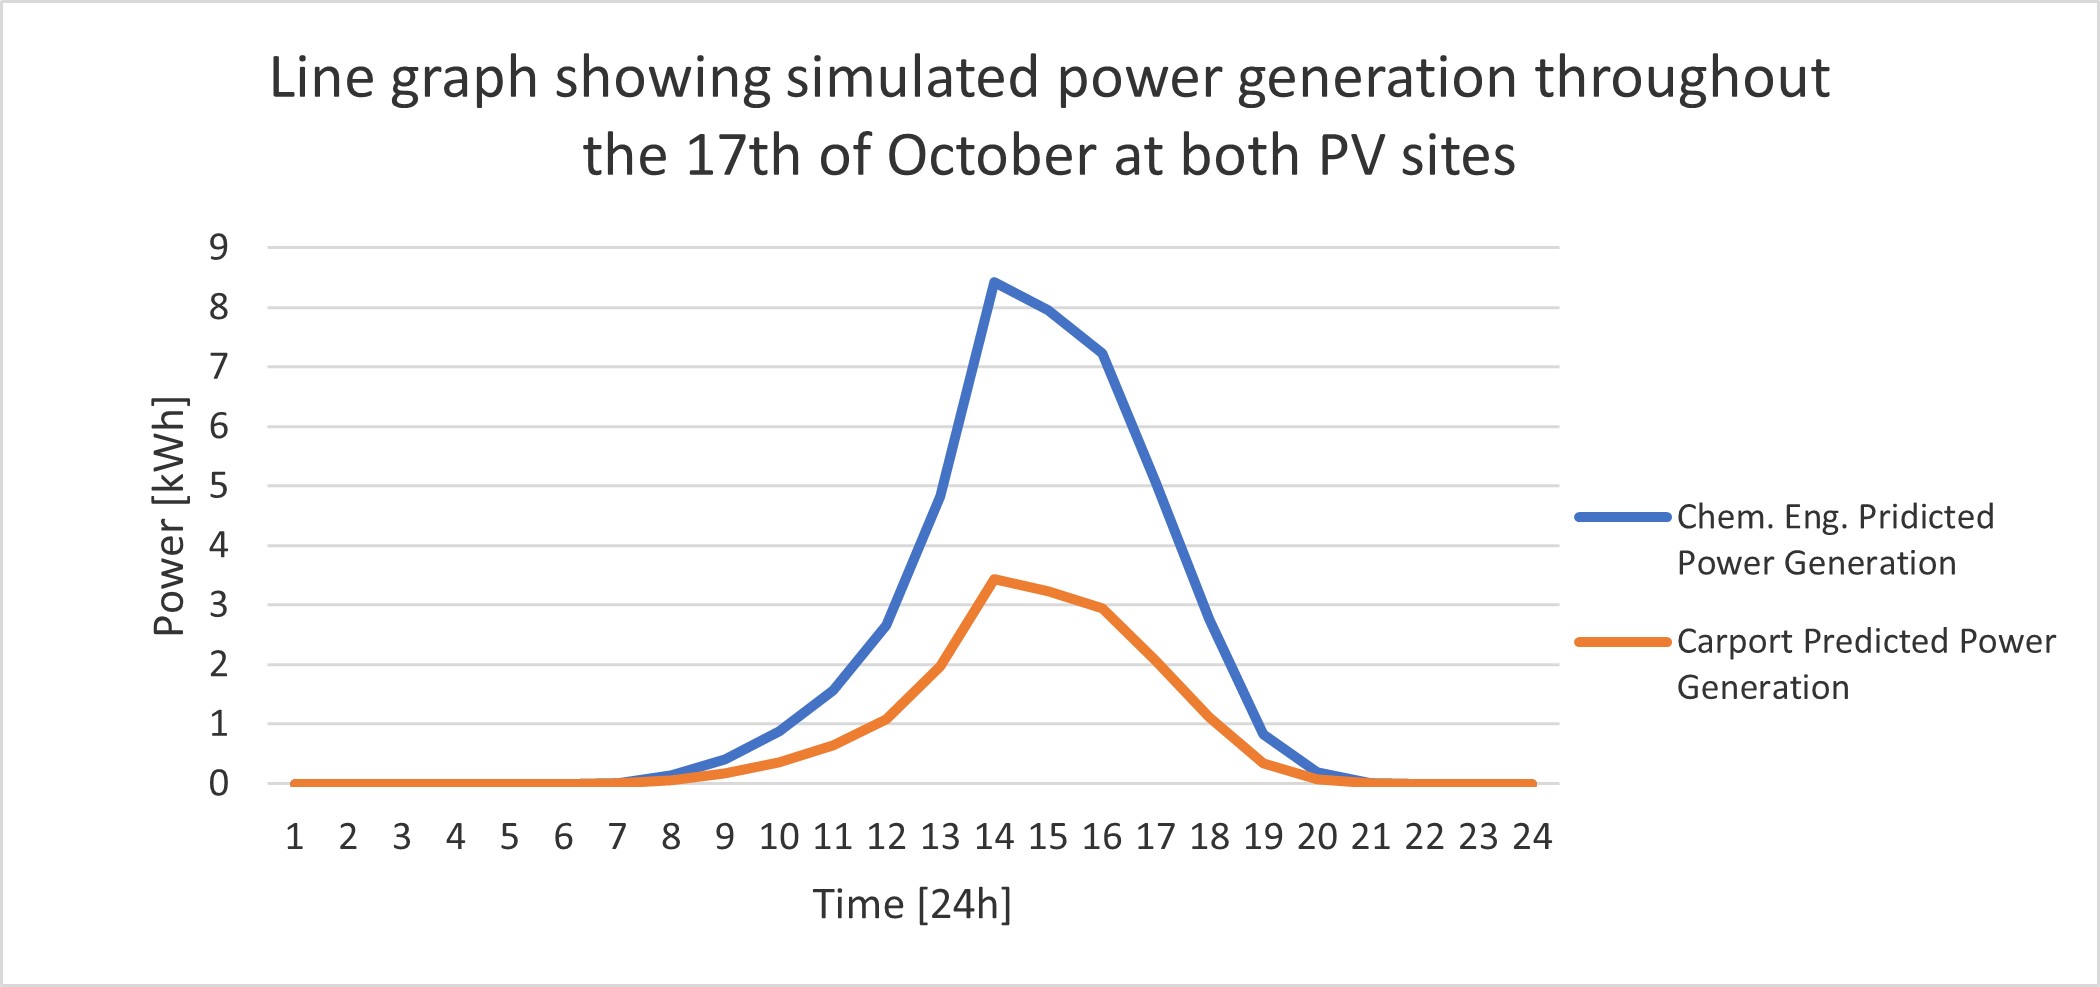 Line graph showing simulated power generation throughout
the 17th of October at both PV sites
Power [kWh]
9
8
7
6
5
4
3
2
1
0
1 2 3 4 5 6 7 8 9 10 11 12 13 14 15 16 17 18 19 20 21 22 23 24
Time [24h]
Chem. Eng. Pridicted
Power Generation
Carport Predicted Power
Generation